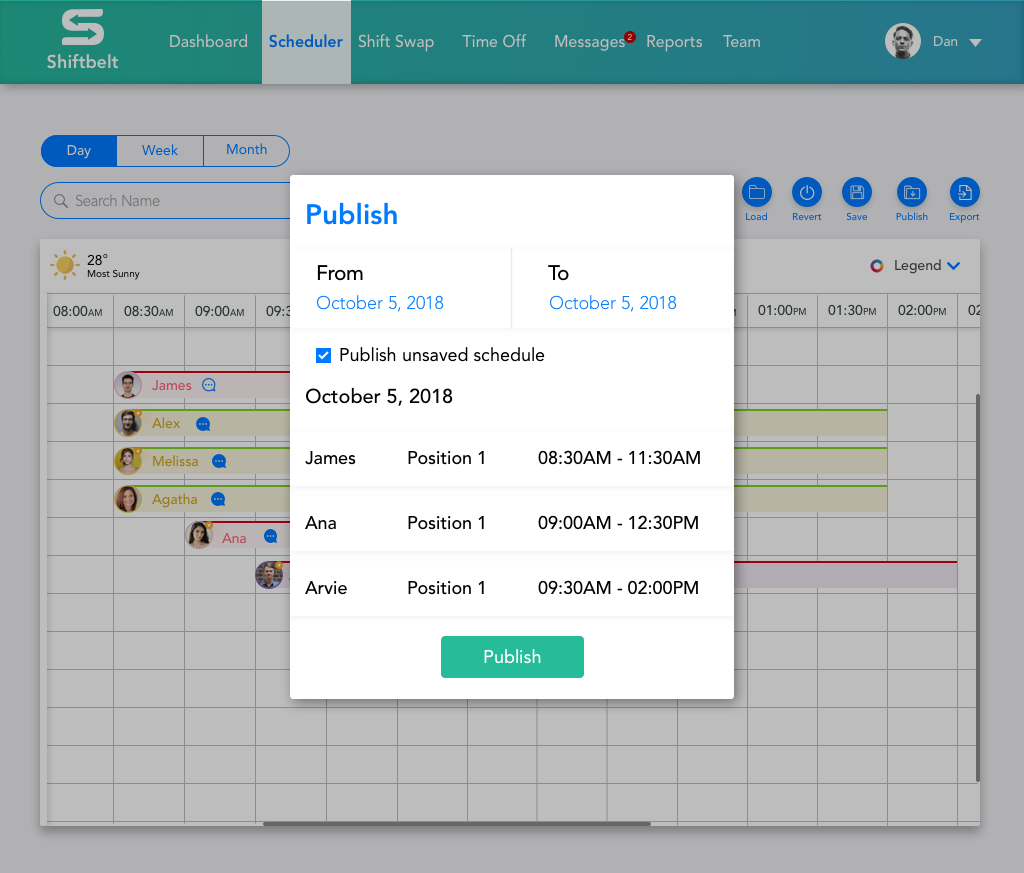 Shiftbelt
Dashboard
Scheduler
Shift Swap
Time Off
Messages 2
Reports
Team
Dan
Day
Week
Month
Search Name
Load
Revert
Save
Publish
Export
28°
Most Sunny
Legend
08:00AM 08:30AM 09:00AM 01:00PM 01:30PM 02:00PM
James
Alex
Melissa
Agatha
Ana
Publish
From To
October 5, 2018 October 5, 2018
Publish unsaved schedule
October 5, 2018
James Position 1 08:30AM - 11:30AM
Ana Position 1 09:00AM - 12:30PM
Arvie Position 1 09:30AM - 02:00PM
Publish